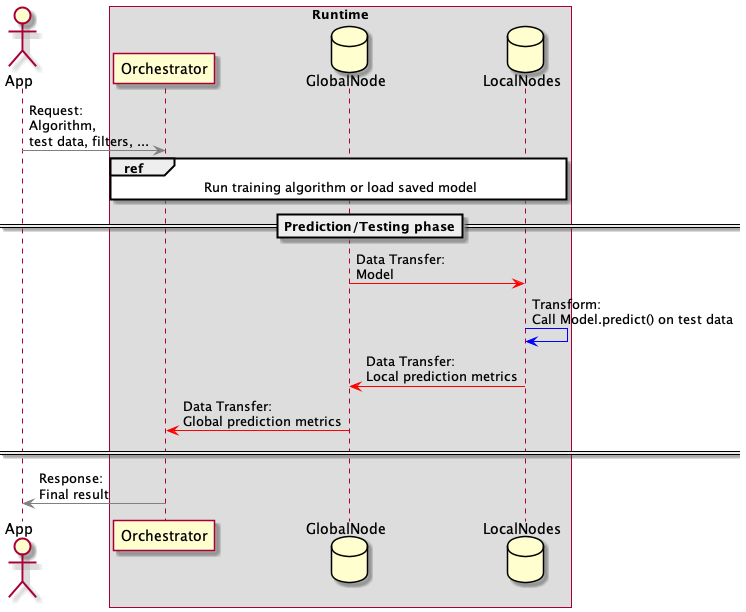 Runtime
App
Orchestrator
GlobalNode
LocalNodes
Request:
Algorithm,
test data, filters, ...
ref
Run training algorithm or load saved model
Prediction/Testing phase
Data Transfer:
Model
Transform:
Call Model.predict() on test data
Data Transfer:
Local prediction metrics
Data Transfer:
Global prediction metrics
Response:
Final result
App
Orchestrator
GlobalNode
LocalNodes